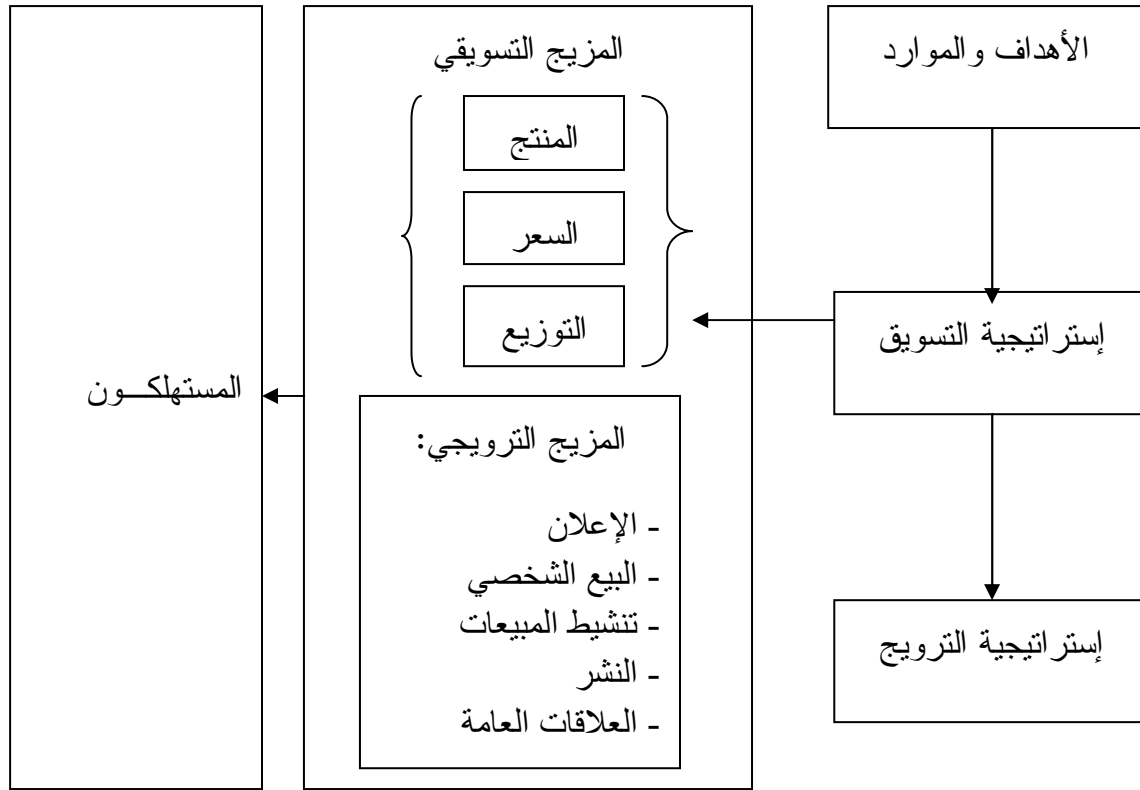 الأهداف والموارد
إستراتيجية التسويق
إستراتيجية الترويج
المزيج التسويقي
المنتج
السعر
التوزيع
المزيج الترويجي:
- الإعلان
- البيع الشخصي
- تنشيط المبيعات
- النشر
- العلاقات العامة
المستهلكــون